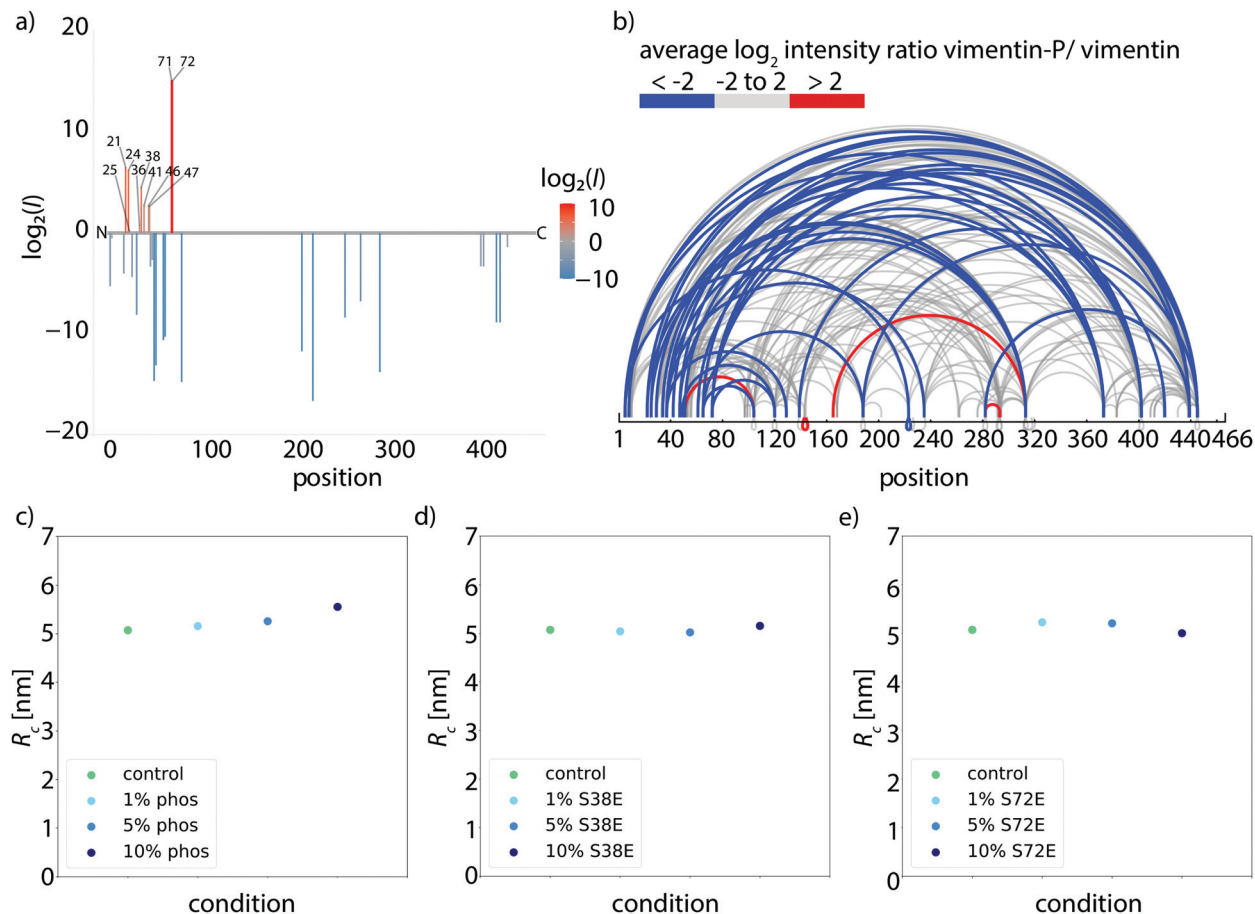 a)
20
10
0
−10
−20
log₂(I)
71 72
21
24
38
25
36
41
46
47
N
C
0 100 200 300 400
position
log₂(I)
10
0
−10
b)
average log₂ intensity ratio vimentin-P/ vimentin
< -2 -2 to 2 > 2
1 40 80 120 160 200 240 280 320 360 400 440 466
position
c)
7
6
5
4
3
2
1
0
R_c [nm]
control
1% phos
5% phos
10% phos
condition
d)
7
6
5
4
3
2
1
0
R_c [nm]
control
1% S38E
5% S38E
10% S38E
condition
e)
7
6
5
4
3
2
1
0
R_c [nm]
control
1% S72E
5% S72E
10% S72E
condition